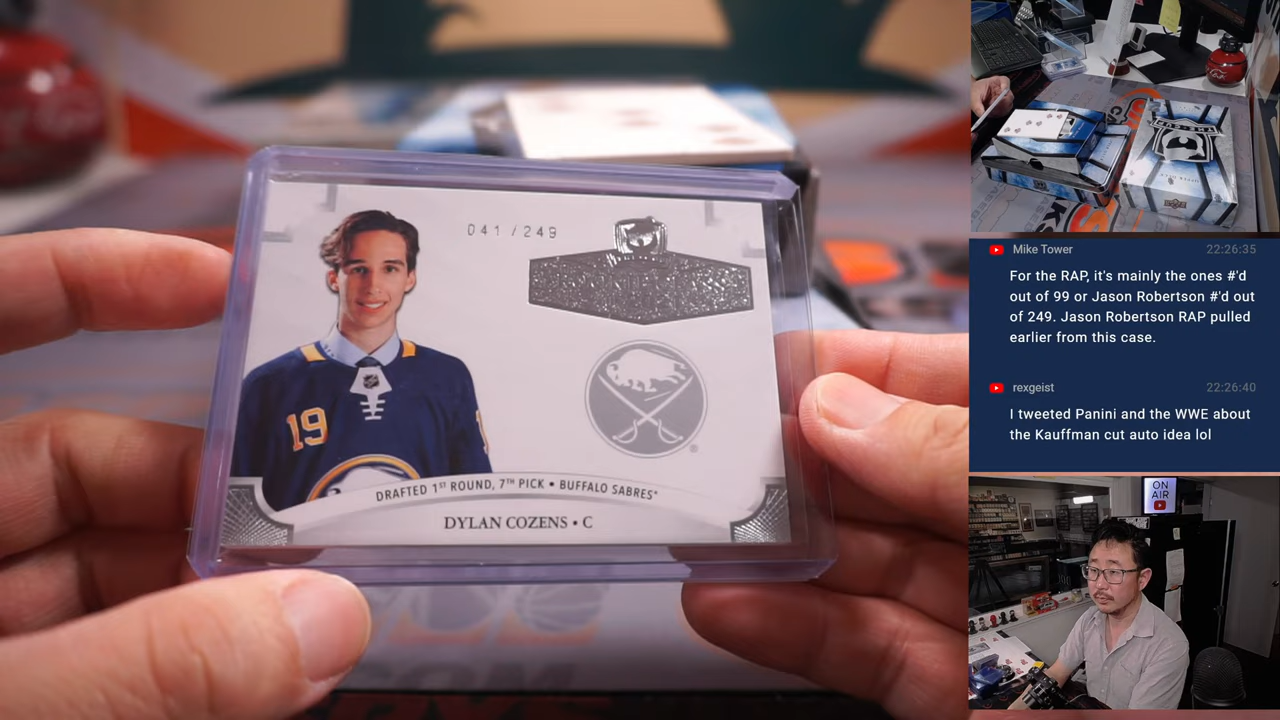 041/249
19
DRAFTED 1ST ROUND, 7TH PICK • BUFFALO SABRES®
DYLAN COZENS • C
Mike Tower 22:26:35
For the RAP, it's mainly the ones #'d
out of 99 or Jason Robertson #'d out
of 249. Jason Robertson RAP pulled
earlier from this case.
rexgeist 22:26:40
I tweeted Panini and the WWE about
the Kauffman cut auto idea lol
ON
AIR